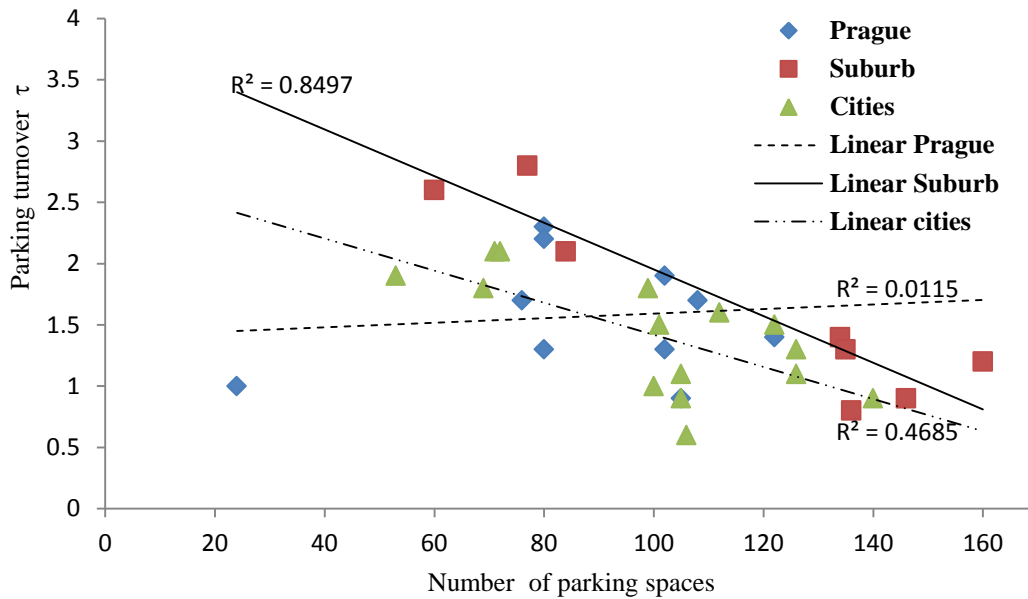 4
3.5
3
2.5
2
1.5
1
0.5
0
0
20
40
60
80
100
120
140
160
Parking turnover τ
Number of parking spaces
R² = 0.8497
R² = 0.0115
R² = 0.4685
Prague
Suburb
Cities
Linear Prague
Linear Suburb
Linear cities